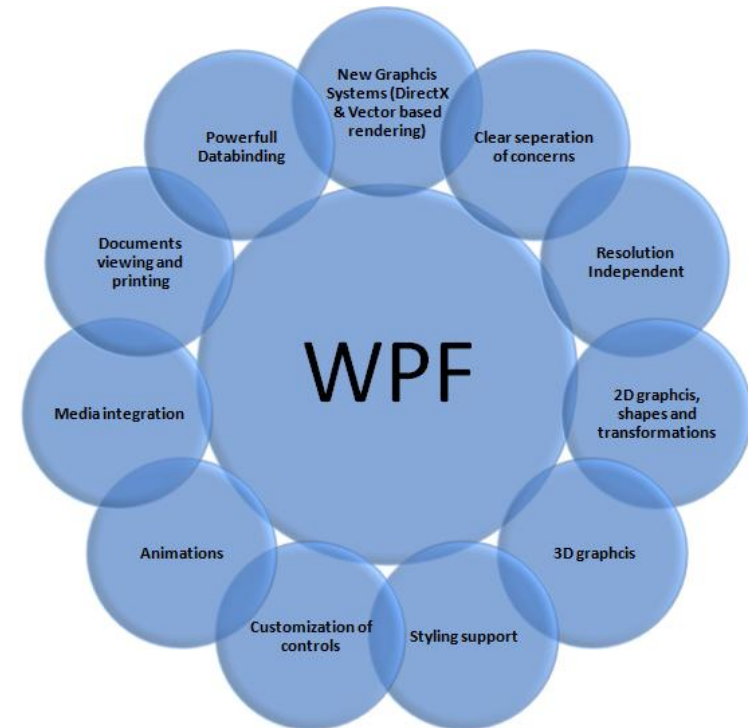 New Graphcis
Systems (DirectX
& Vector based
rendering)
Clear seperation
of concerns
Resolution
Independent
2D graphcis,
shapes and
transformations
3D graphcis
Styling support
Customization of
controls
Animations
Media integration
Documents
viewing and
printing
Powerfull
Databinding
WPF